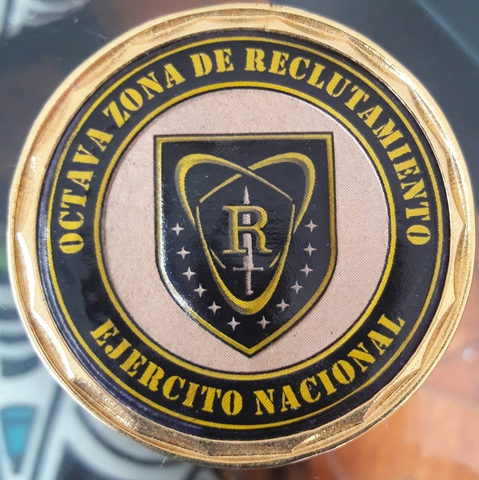 OCTAVA ZONA DE RECLUTAMIENTO
R
EJERCITO NACIONAL